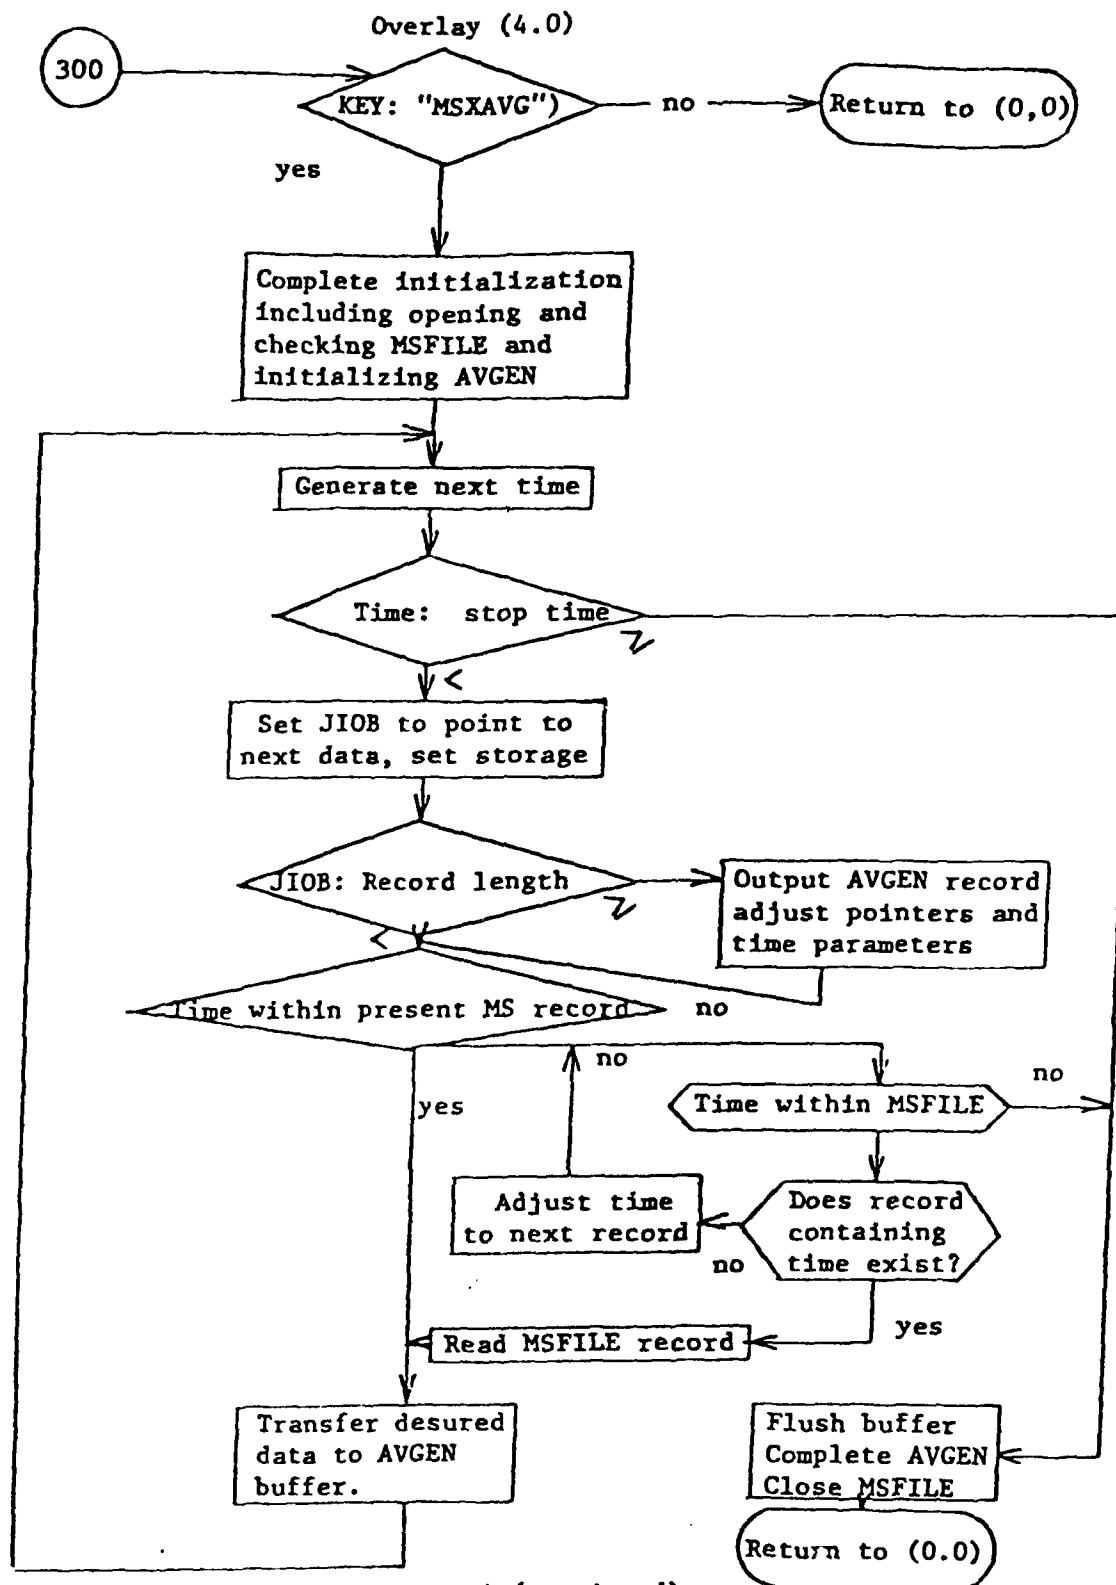 Overlay (4.0)
300
KEY: "MSXAVG")
no
Return to (0,0)
yes
Complete initialization
including opening and
checking MSFILE and
initializing AVGEN
Generate next time
Time: stop time
≥
<
Set JIOB to point to
next data, set storage
JIOB: Record length
≥
<
Output AVGEN record
adjust pointers and
time parameters
Time within present MS record
no
yes
no
Time within MSFILE
no
Adjust time
to next record
no
Does record
containing
time exist?
yes
Read MSFILE record
Transfer desured
data to AVGEN
buffer.
Flush buffer
Complete AVGEN
Close MSFILE
Return to (0.0)